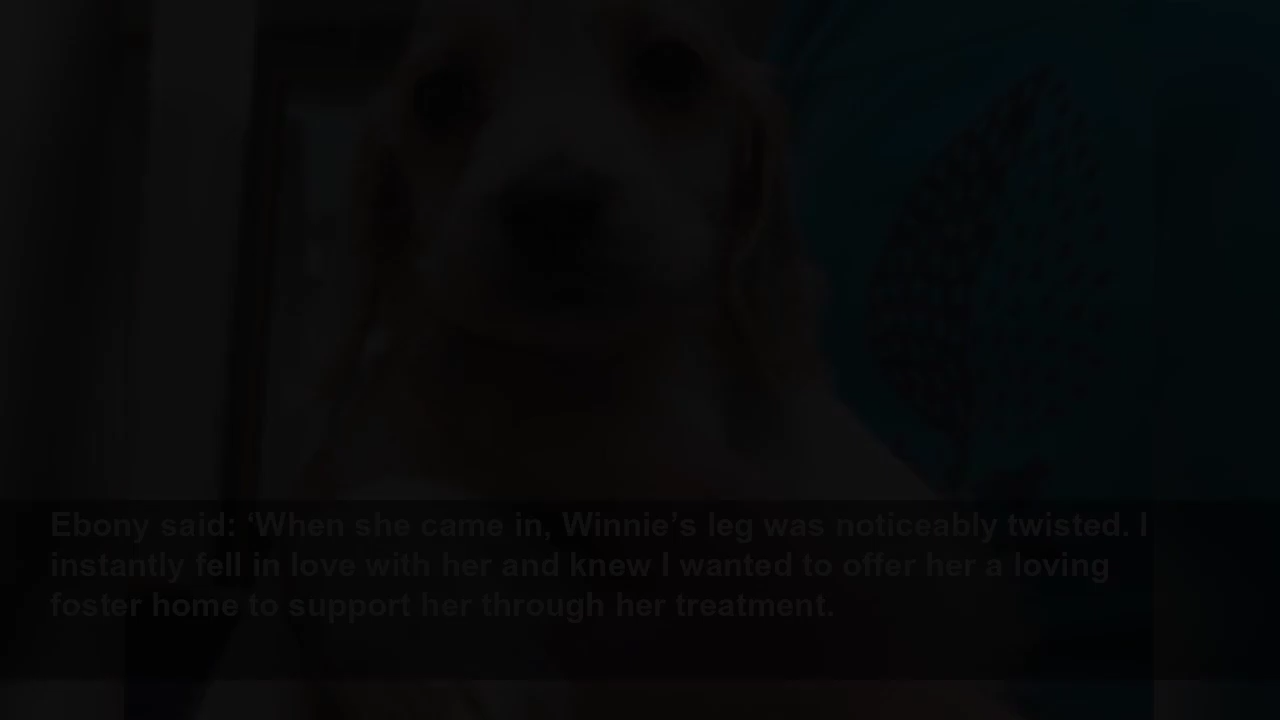 Ebony said: ‘When she came in, Winnie’s leg was noticeably twisted. I
instantly fell in love with her and knew I wanted to offer her a loving
foster home to support her through her treatment.